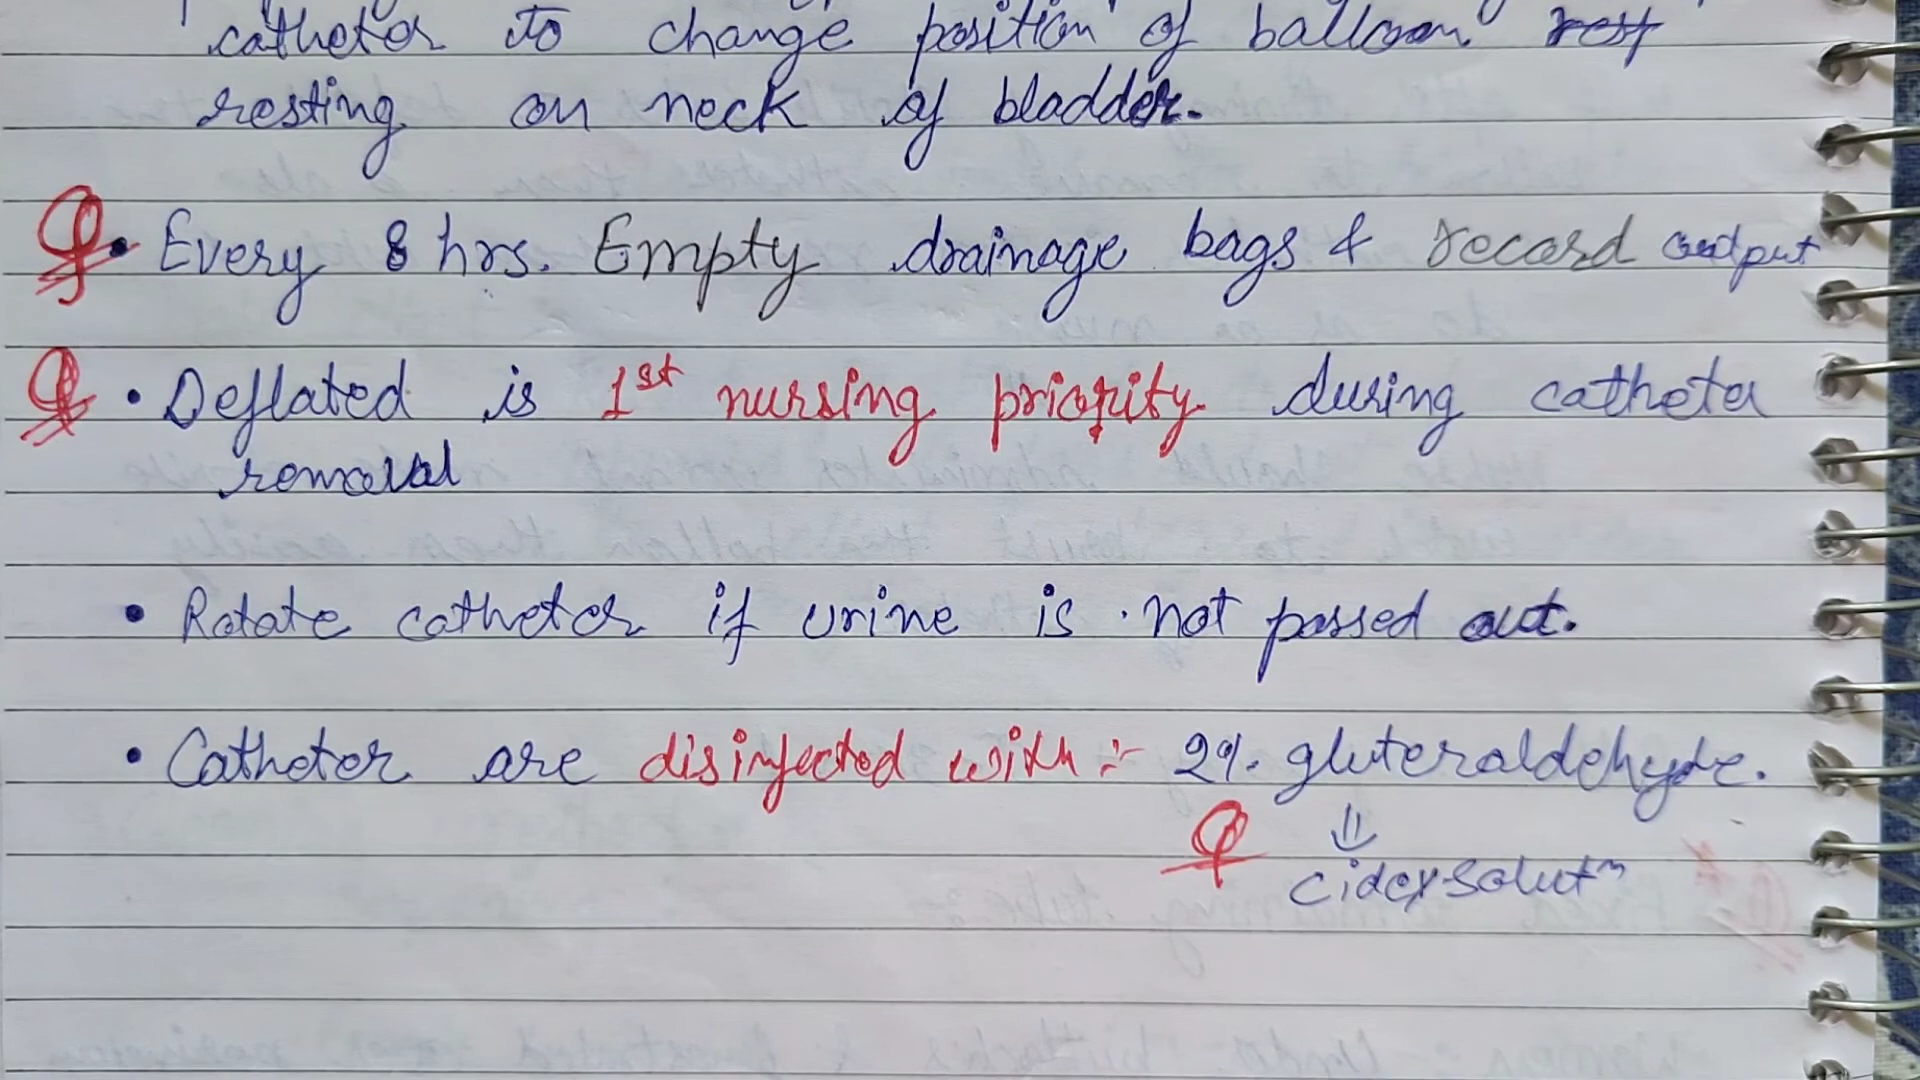 catheter to change position of balloon rest
resting on neck of bladder.
Q • Every 8 hrs. Empty drainage bags & record output
Q • Deflated is 1st nursing priority during catheter
removal
• Rotate catheter if urine is not passed out.
• Catheter are disinfected with :- 2%. gluteraldehyde.
Q ⇓
cidex solutn